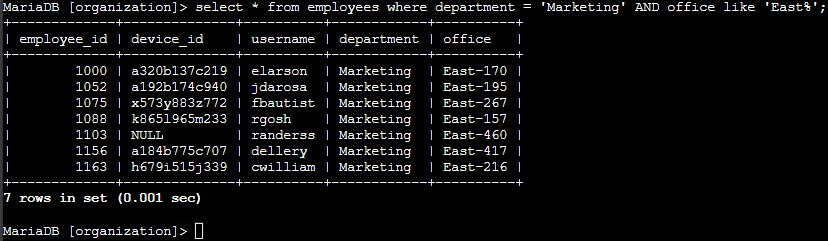 MariaDB [organization]> select * from employees where department = 'Marketing' AND office like 'East%';
+-------------+--------------+----------+------------+----------+
| employee_id | device_id    | username | department | office   |
+-------------+--------------+----------+------------+----------+
|        1000 | a320b137c219 | elarson  | Marketing  | East-170 |
|        1052 | a192b174c940 | jdarosa  | Marketing  | East-195 |
|        1075 | x573y883z772 | fbautist | Marketing  | East-267 |
|        1088 | k865l965m233 | rgosh    | Marketing  | East-157 |
|        1103 | NULL         | randerss | Marketing  | East-460 |
|        1156 | a184b775c707 | dellery  | Marketing  | East-417 |
|        1163 | h679i515j339 | cwilliam | Marketing  | East-216 |
+-------------+--------------+----------+------------+----------+
7 rows in set (0.001 sec)
MariaDB [organization]>